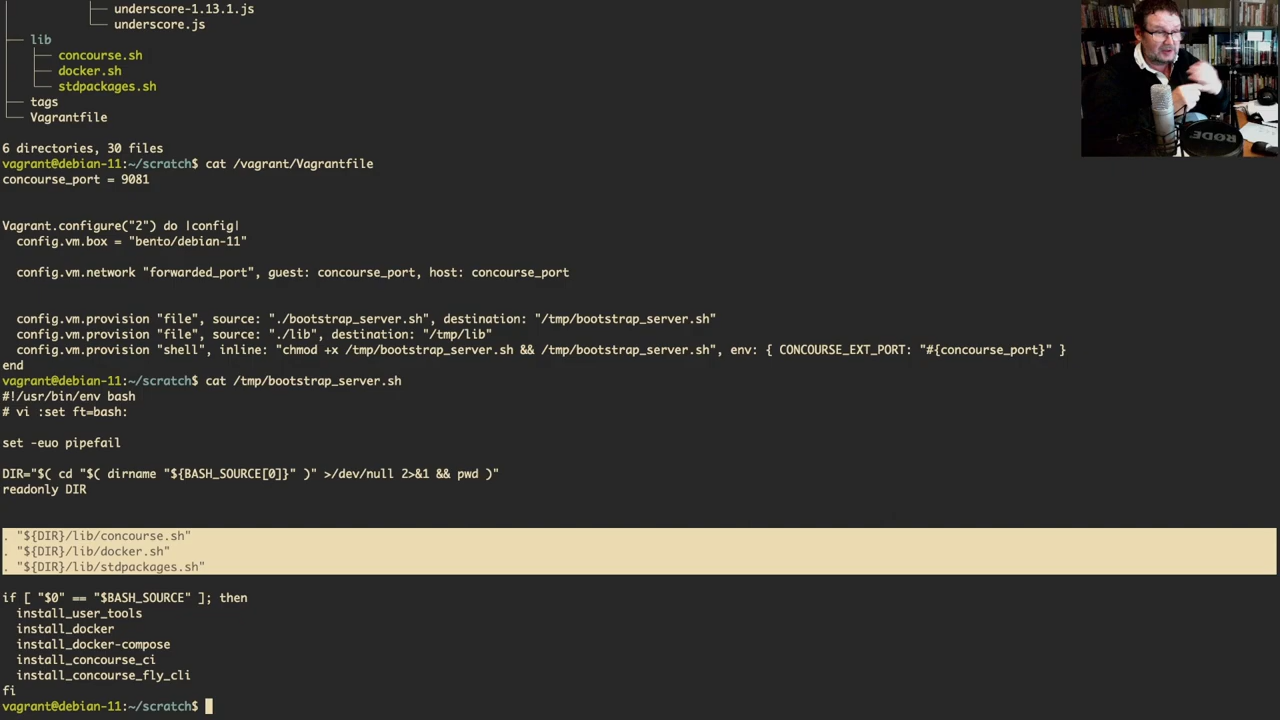 underscore-1.13.1.js
underscore.js
lib
concourse.sh
docker.sh
stdpackages.sh
tags
Vagrantfile
6 directories, 30 files
vagrant@debian-11:~/scratch$ cat /vagrant/Vagrantfile
concourse_port = 9081
Vagrant.configure("2") do |config|
config.vm.box = "bento/debian-11"
config.vm.network "forwarded_port", guest: concourse_port, host: concourse_port
config.vm.provision "file", source: "./bootstrap_server.sh", destination: "/tmp/bootstrap_server.sh"
config.vm.provision "file", source: "./lib", destination: "/tmp/lib"
config.vm.provision "shell", inline: "chmod +x /tmp/bootstrap_server.sh && /tmp/bootstrap_server.sh", env: { CONCOURSE_EXT_PORT: "#{concourse_port}" }
end
vagrant@debian-11:~/scratch$ cat /tmp/bootstrap_server.sh
#!/usr/bin/env bash
# vi :set ft=bash:
set -euo pipefail
DIR="$( cd "$( dirname "${BASH_SOURCE[0]}" )" >/dev/null 2>&1 && pwd )"
readonly DIR
. "${DIR}/lib/concourse.sh"
. "${DIR}/lib/docker.sh"
. "${DIR}/lib/stdpackages.sh"
if [ "$0" == "$BASH_SOURCE" ]; then
install_user_tools
install_docker
install_docker-compose
install_concourse_ci
install_concourse_fly_cli
fi
vagrant@debian-11:~/scratch$
RØDE